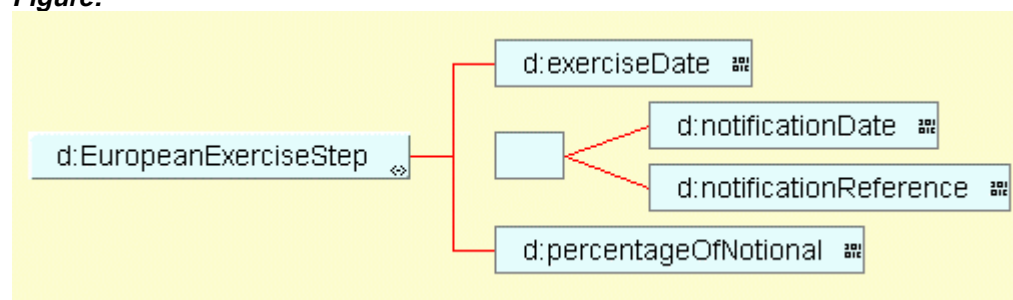 Figure:
d:exerciseDate
d:notificationDate
d:EuropeanExerciseStep
d:notificationReference
d:percentageOfNotional